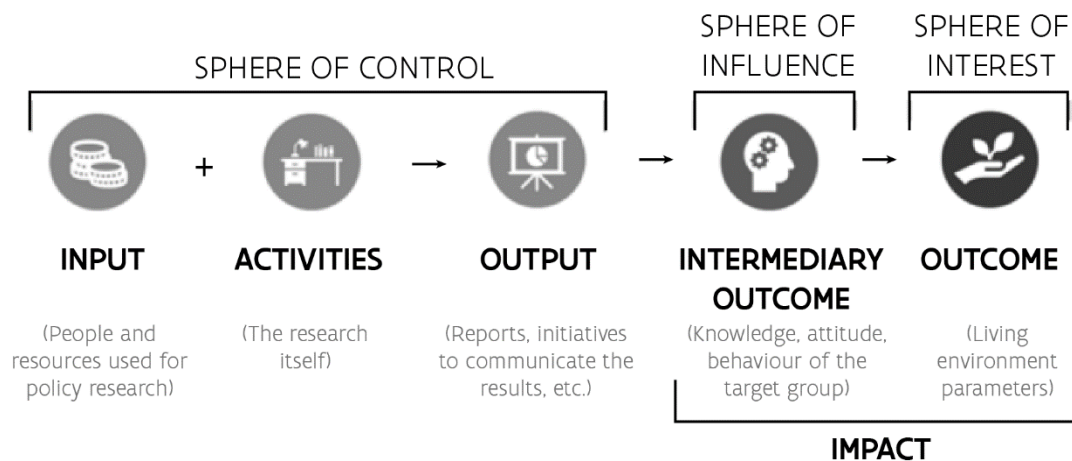 SPHERE OF CONTROL
SPHERE OF
INFLUENCE
SPHERE OF
INTEREST
+
INPUT
ACTIVITIES
OUTPUT
INTERMEDIARY
OUTCOME
OUTCOME
(People and
resources used for
policy research)
(The research
itself)
(Reports, initiatives
to communicate the
results, etc.)
(Knowledge, attitude,
behaviour of the
target group)
(Living
environment
parameters)
IMPACT